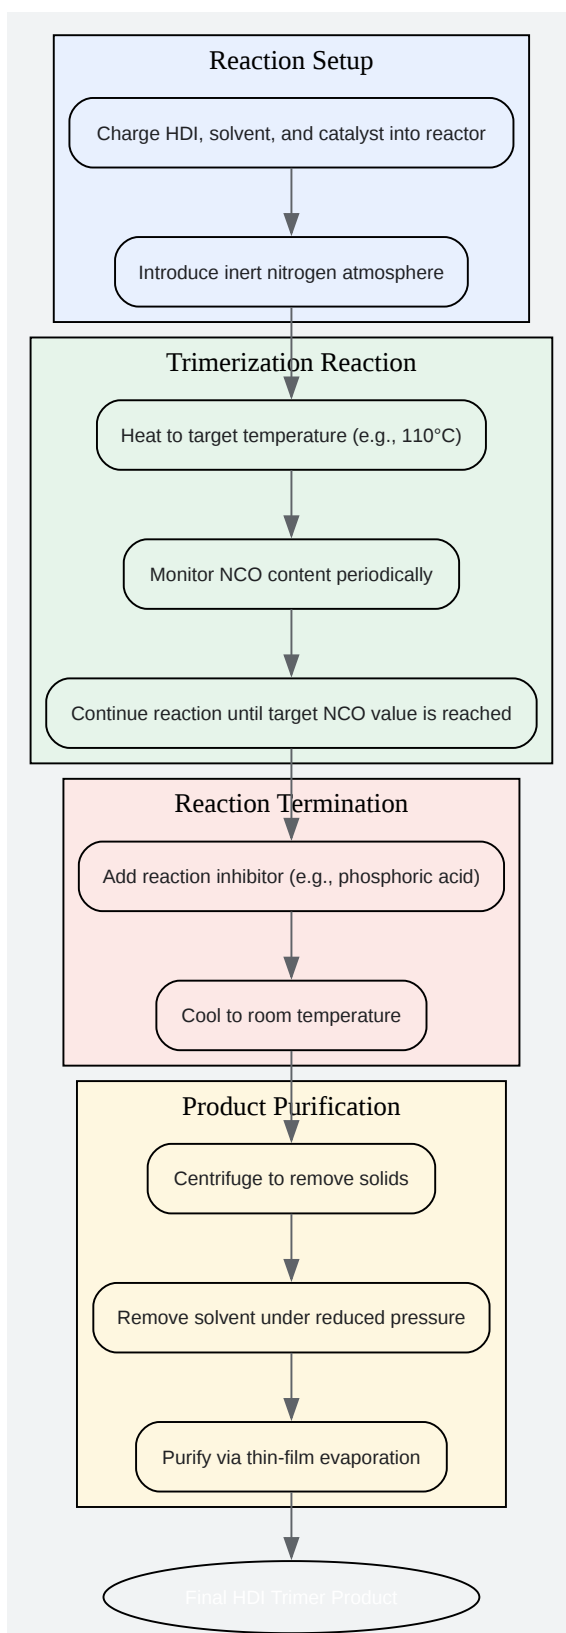 Reaction Setup
Charge HDI, solvent, and catalyst into reactor
Introduce inert nitrogen atmosphere
Trimerization Reaction
Heat to target temperature (e.g., 110°C)
Monitor NCO content periodically
Continue reaction until target NCO value is reached
Reaction Termination
Add reaction inhibitor (e.g., phosphoric acid)
Cool to room temperature
Product Purification
Centrifuge to remove solids
Remove solvent under reduced pressure
Purify via thin-film evaporation
Final HDI Trimer Product